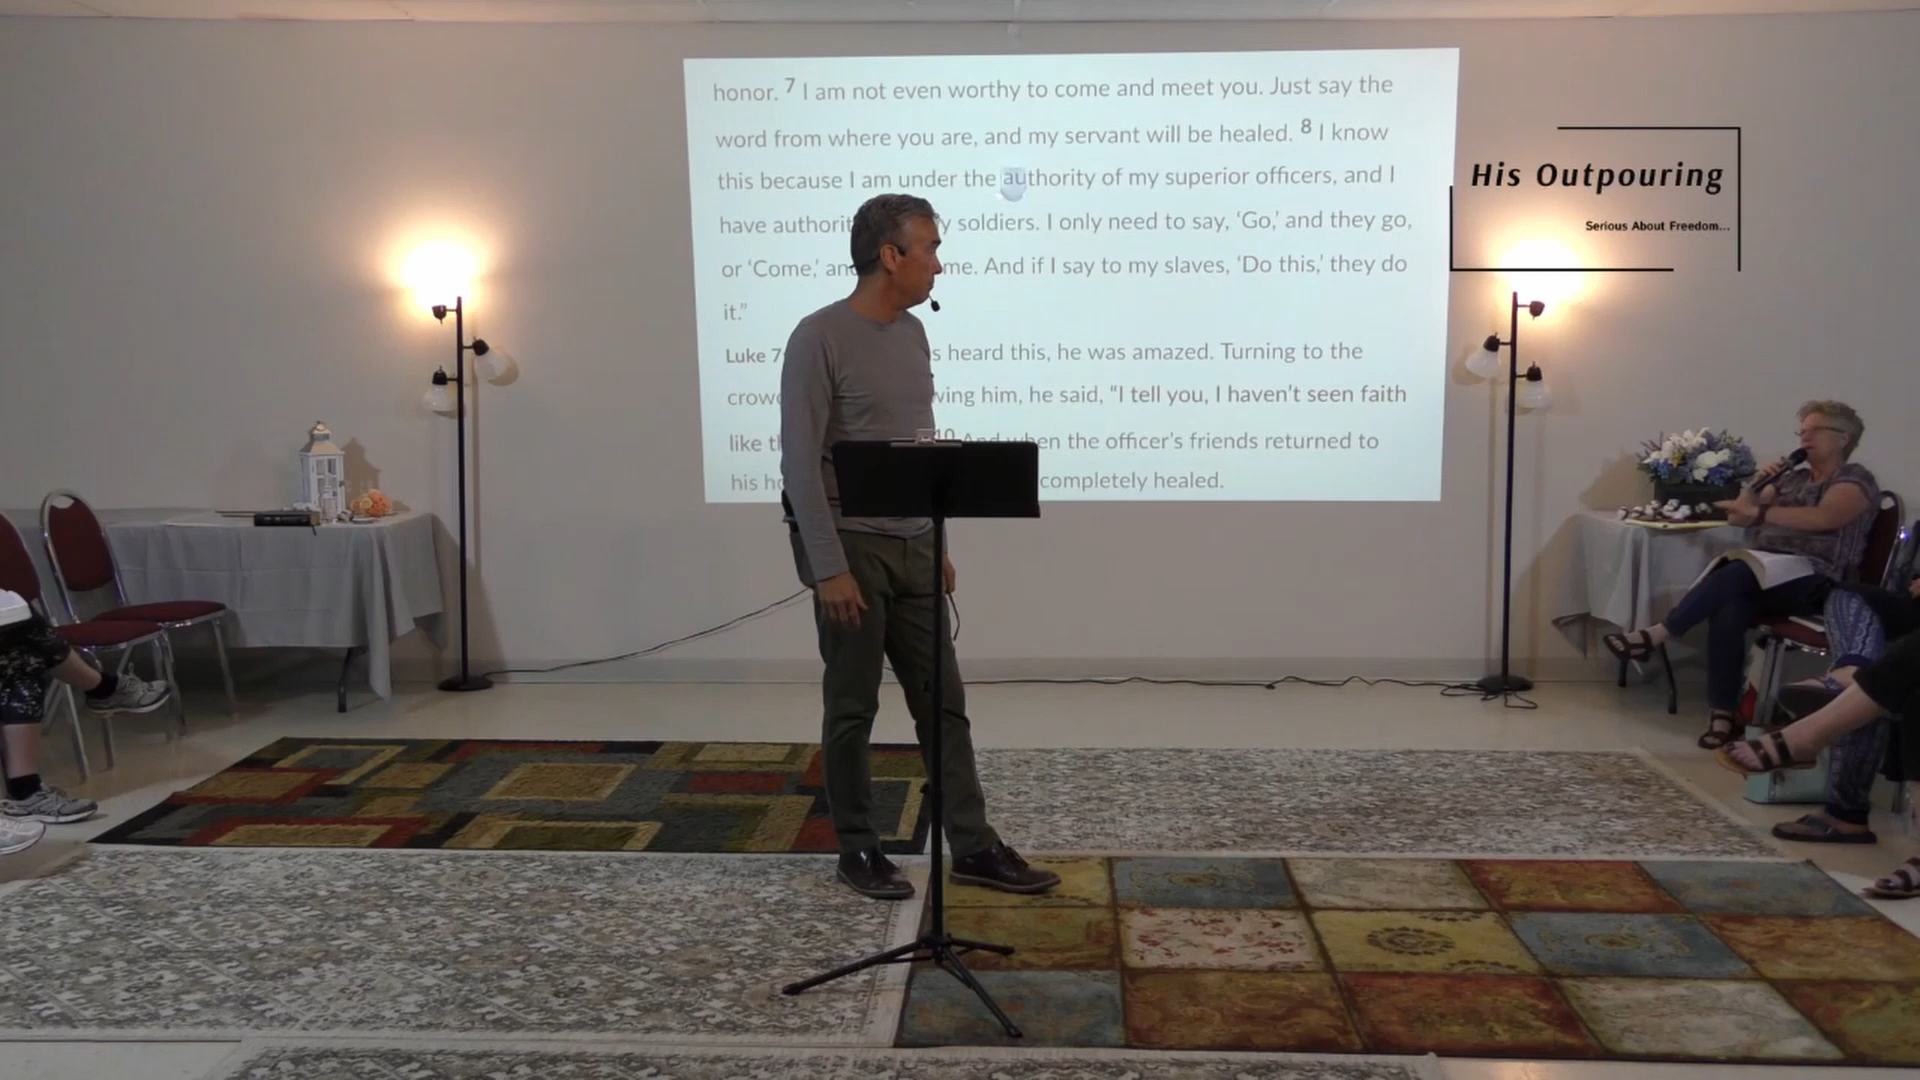 honor. 7 I am not even worthy to come and meet you. Just say the
word from where you are, and my servant will be healed. 8 I know
this because I am under the authority of my superior officers, and I
have authorit y soldiers. I only need to say, ‘Go,’ and they go,
or ‘Come,’ an me. And if I say to my slaves, ‘Do this,’ they do
it.”
Luke 7 s heard this, he was amazed. Turning to the
crow ving him, he said, “I tell you, I haven’t seen faith
like t 10 And when the officer’s friends returned to
his h completely healed.
His Outpouring
Serious About Freedom...